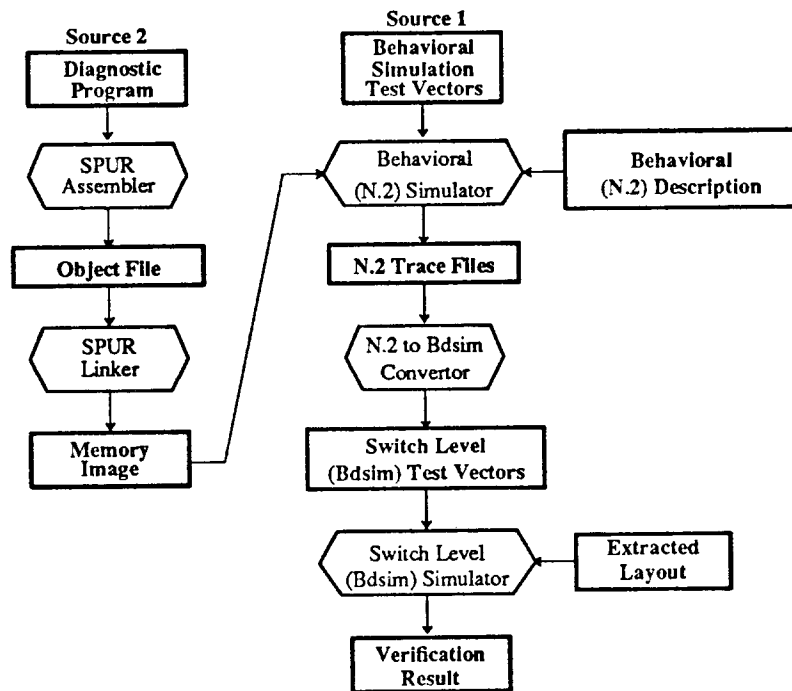 Source 2
Diagnostic
Program
SPUR
Assembler
Object File
SPUR
Linker
Memory
Image
Source 1
Behavioral
Simulation
Test Vectors
Behavioral
(N.2) Simulator
Behavioral
(N.2) Description
N.2 Trace Files
N.2 to Bdsim
Convertor
Switch Level
(Bdsim) Test Vectors
Switch Level
(Bdsim) Simulator
Extracted
Layout
Verification
Result